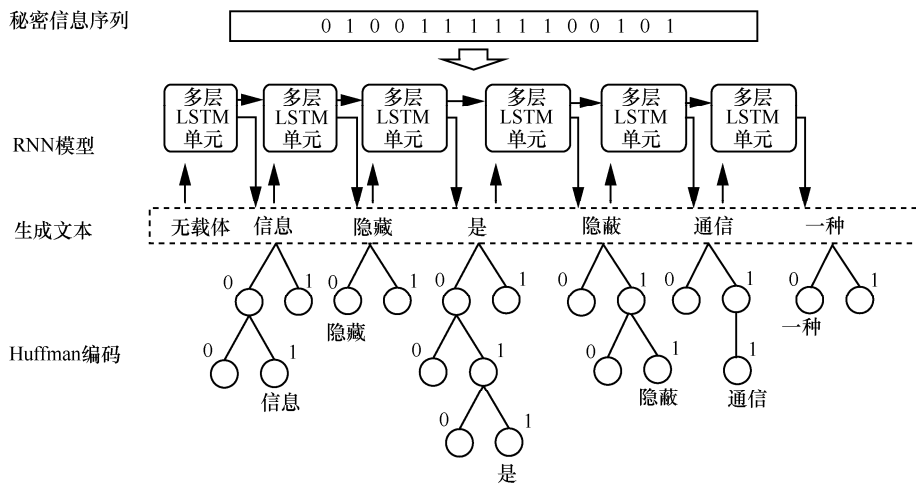 秘密信息序列
0 1 0 0 1 1 1 1 1 1 0 0 1 0 1
RNN模型
多层 LSTM 单元
多层 LSTM 单元
多层 LSTM 单元
多层 LSTM 单元
多层 LSTM 单元
多层 LSTM 单元
生成文本
无载体 信息 隐藏 是 隐蔽 通信 一种
0 1 0 1 0 1 0 1 0 1 0 1
隐藏
一种
Huffman编码
0 1 0 1 0 1 1
信息
隐蔽
通信
0 1
是